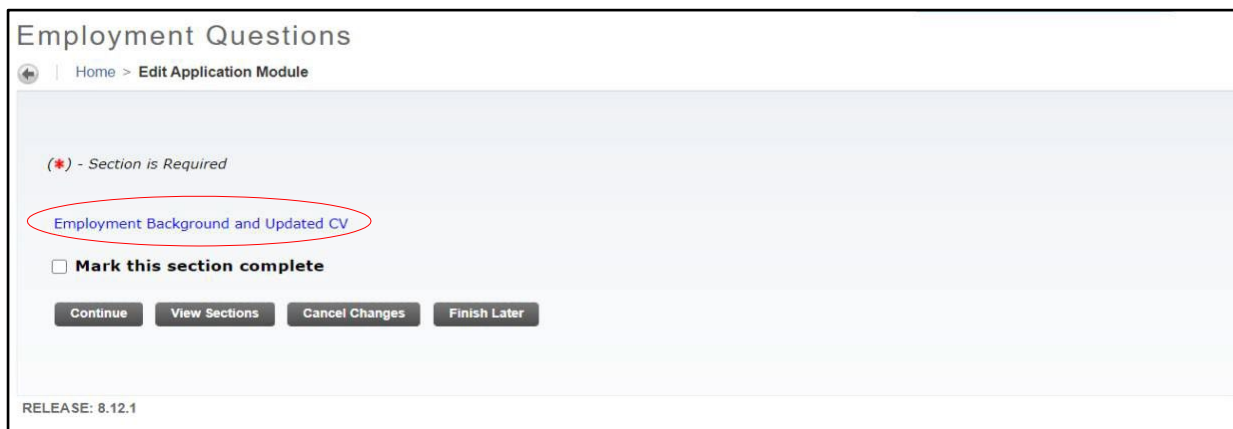 Employment Questions
Home > Edit Application Module
(*) - Section is Required
Employment Background and Updated CV
Mark this section complete
Continue View Sections Cancel Changes Finish Later
RELEASE: 8.12.1